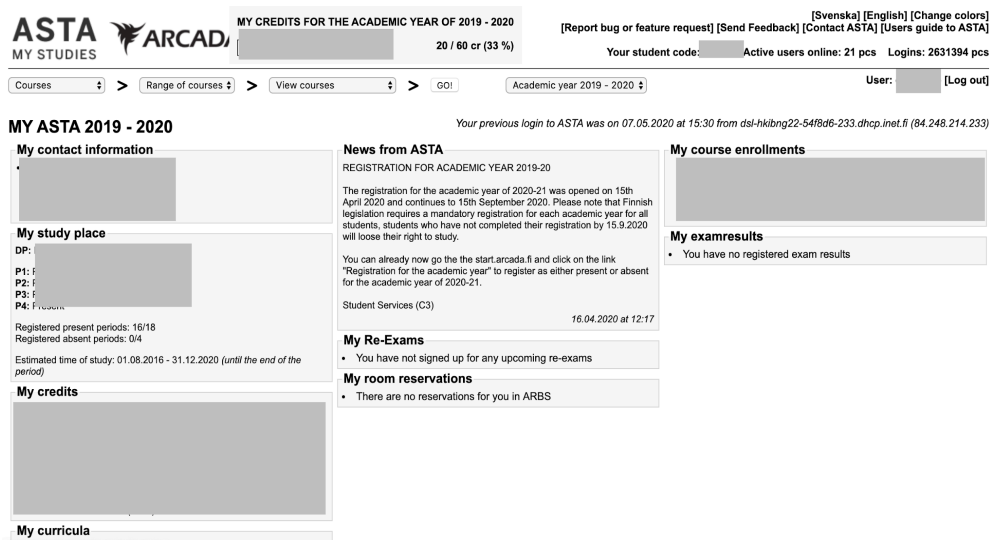 ASTA
MY STUDIES
ARCADA
MY CREDITS FOR THE ACADEMIC YEAR OF 2019 - 2020
20 / 60 cr (33 %)
[Svenska] [English] [Change colors]
[Report bug or feature request] [Send Feedback] [Contact ASTA] [Users guide to ASTA]
Your student code: Active users online: 21 pcs Logins: 2631394 pcs
Courses > Range of courses > View courses > GO! Academic year 2019 - 2020
User: [Log out]
MY ASTA 2019 - 2020
Your previous login to ASTA was on 07.05.2020 at 15:30 from dsl-hkibng22-54f8d6-233.dhcp.inet.fi (84.248.214.233)
My contact information
My study place
DP:
P1:
P2:
P3:
P4: Present
Registered present periods: 16/18
Registered absent periods: 0/4
Estimated time of study: 01.08.2016 - 31.12.2020 (until the end of the
period)
My credits
My curricula
News from ASTA
REGISTRATION FOR ACADEMIC YEAR 2019-20
The registration for the academic year of 2020-21 was opened on 15th
April 2020 and continues to 15th September 2020. Please note that Finnish
legislation requires a mandatory registration for each academic year for all
students, students who have not completed their registration by 15.9.2020
will loose their right to study.
You can already now go the the start.arcada.fi and click on the link
"Registration for the academic year" to register as either present or absent
for the academic year of 2020-21.
Student Services (C3)
16.04.2020 at 12:17
My Re-Exams
• You have not signed up for any upcoming re-exams
My room reservations
• There are no reservations for you in ARBS
My course enrollments
My examresults
• You have no registered exam results